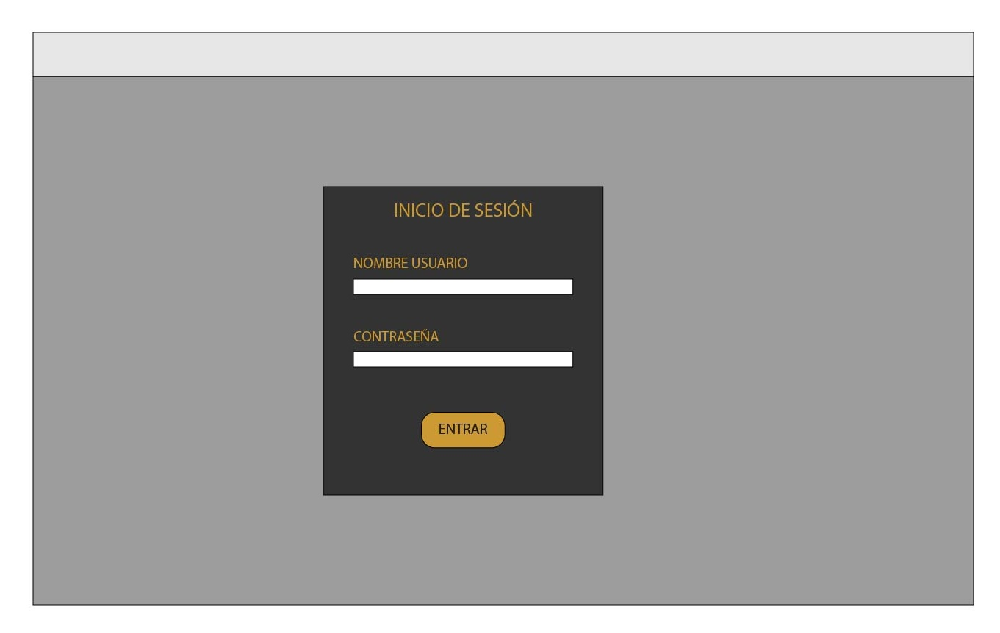 INICIO DE SESIÓN
NOMBRE USUARIO
CONTRASEÑA
ENTRAR